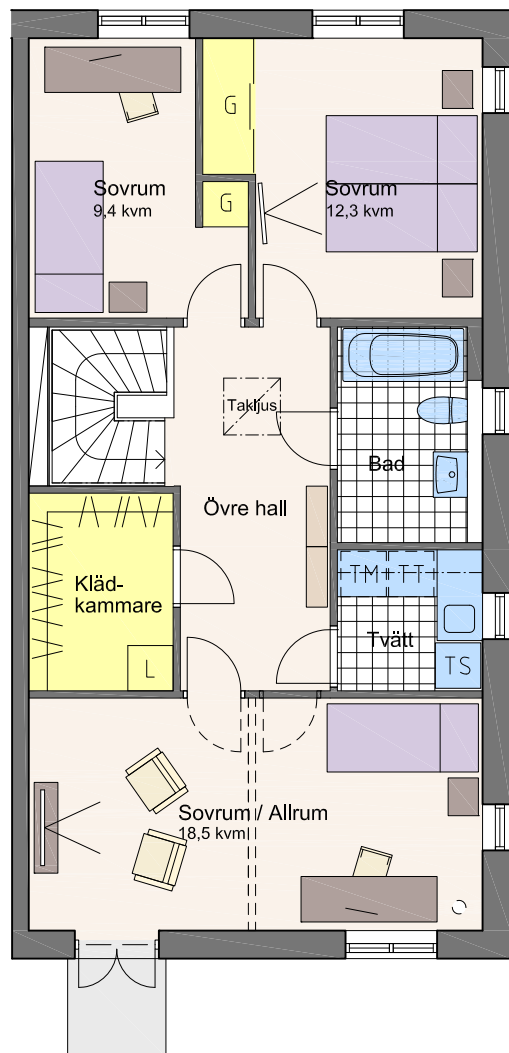 G
G
Sovrum
9,4 kvm
Sovrum
12,3 kvm
Takljus
Bad
Övre hall
Kläd-
kammare
L
TM
TT
Tvätt
TS
Sovrum / Allrum
18,5 kvm